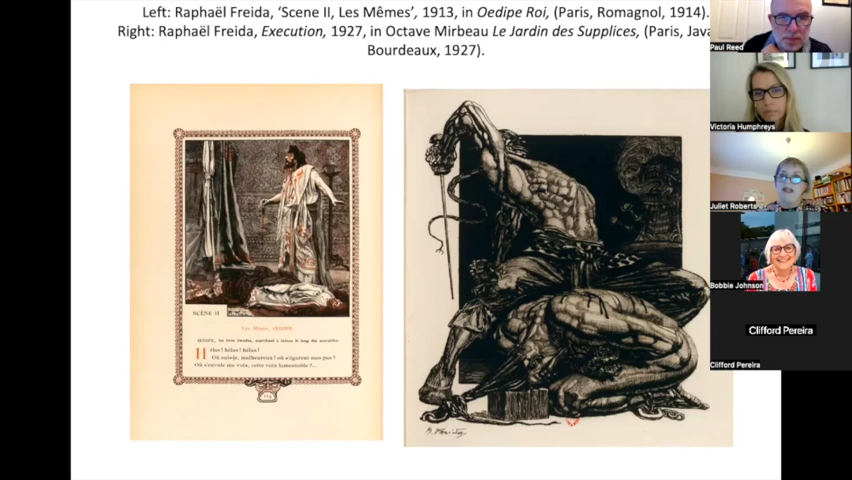 Left: Raphaël Freida, ‘Scene II, Les Mêmes’, 1913, in Oedipe Roi, (Paris, Romagnol, 1914).
Right: Raphaël Freida, Execution, 1927, in Octave Mirbeau Le Jardin des Supplices, (Paris, Java
Bourdeaux, 1927).
Paul Reed
Victoria Humphreys
Juliet Roberts
Bobbie Johnson
Clifford Pereira
Clifford Pereira
SCÈNE II
Les Mêmes, ŒDIPE
Hélas! hélas! hélas!
Où suis-je, malheureux? où s'égarent mes pas?
Où s'envole ma voix, cette voix lamentable?...